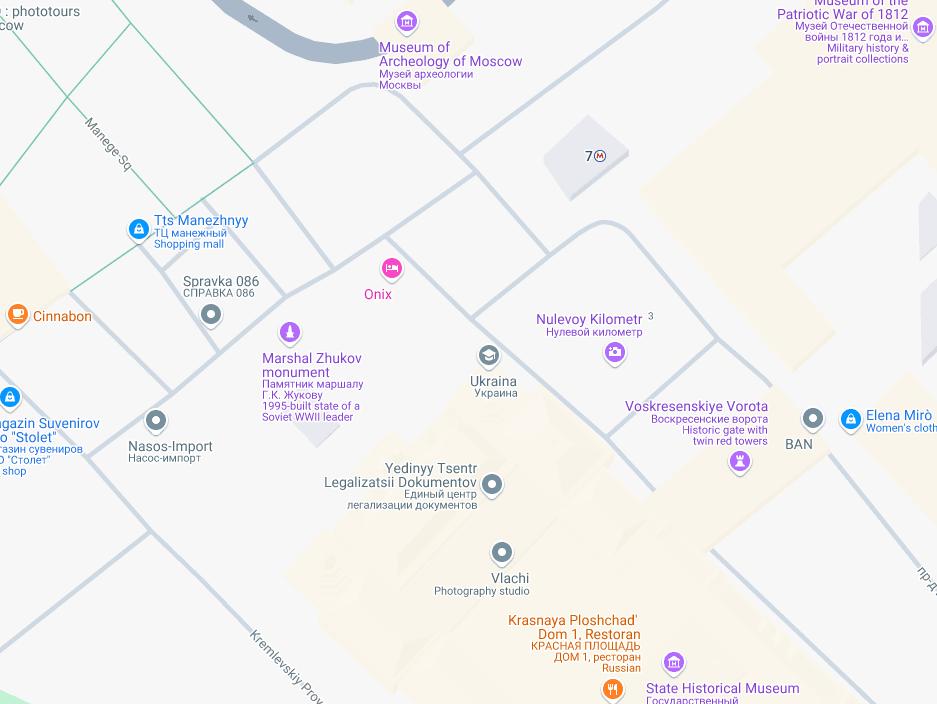 : phototours
cow
Museum of
Archeology of Moscow
Музей археологии
Москвы
Museum of the
Patriotic War of 1812
Музей Отечественной
войны 1812 года и...
Military history &
portrait collections
Manege Sq
7
Tts Manezhnyy
ТЦ манежный
Shopping mall
Spravka 086
СПРАВКА 086
Onix
Cinnabon
Nulevoy Kilometr
Нулевой километр
3
Marshal Zhukov
monument
Памятник маршалу
Г.К. Жукову
1995-built state of a
Soviet WWII leader
Ukraina
Украина
Voskresenskiye Vorota
Воскресенские ворота
Historic gate with
twin red towers
BAN
Elena Mirò
Women's cloth
agazin Suvenirov
o "Stolet"
газин сувениров
О "Столет"
shop
Nasos-Import
Насос-импорт
Yedinyy Tsentr
Legalizatsii Dokumentov
Единый центр
легализации документов
Vlachi
Photography studio
пр-д
Kremlevskiy Prov
Krasnaya Ploshchad'
Dom 1, Restoran
КРАСНАЯ ПЛОЩАДЬ
ДОМ 1, ресторан
Russian
State Historical Museum
Государственный